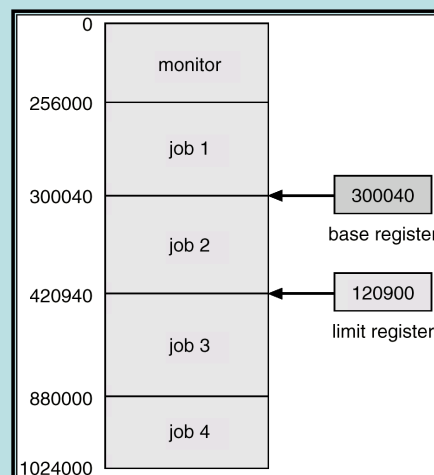 0
monitor
256000
job 1
300040
300040
base register
job 2
420940
120900
limit register
job 3
880000
job 4
1024000